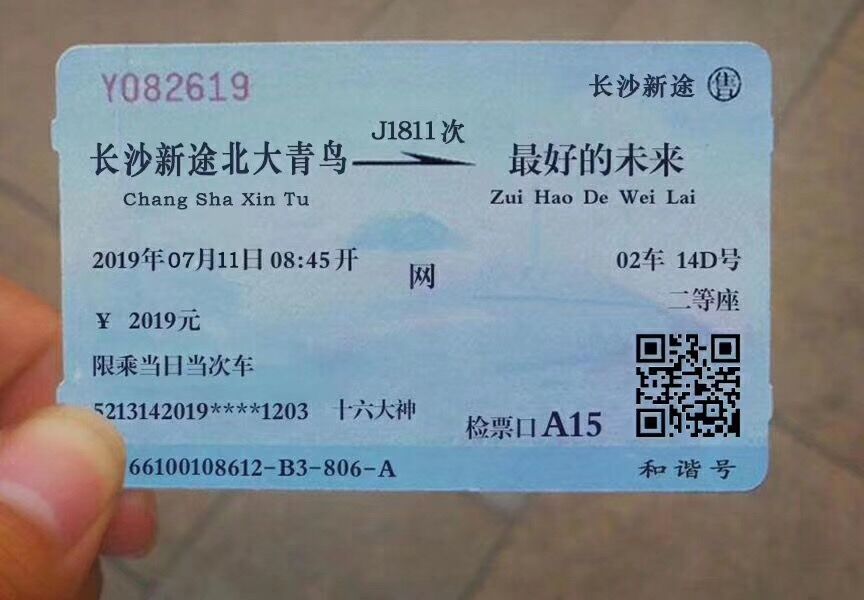 Y082619 长沙新途 售
J1811次
长沙新途北大青鸟 最好的未来
Chang Sha Xin Tu Zui Hao De Wei Lai
2019年07月11日 08:45开 网 02车 14D号
二等座
¥ 2019元
限乘当日当次车
5213142019****1203 十六大神 检票口A15
66100108612-B3-806-A 和谐号